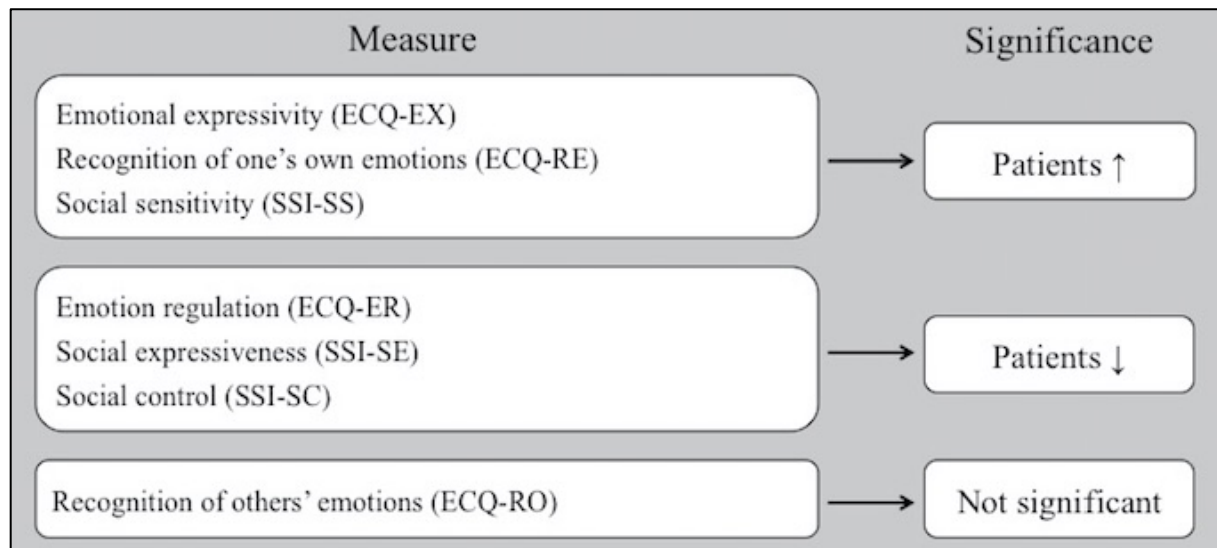 Measure
Significance
Emotional expressivity (ECQ-EX)
Recognition of one’s own emotions (ECQ-RE)
Social sensitivity (SSI-SS)
Patients ↑
Emotion regulation (ECQ-ER)
Social expressiveness (SSI-SE)
Social control (SSI-SC)
Patients ↓
Recognition of others’ emotions (ECQ-RO)
Not significant